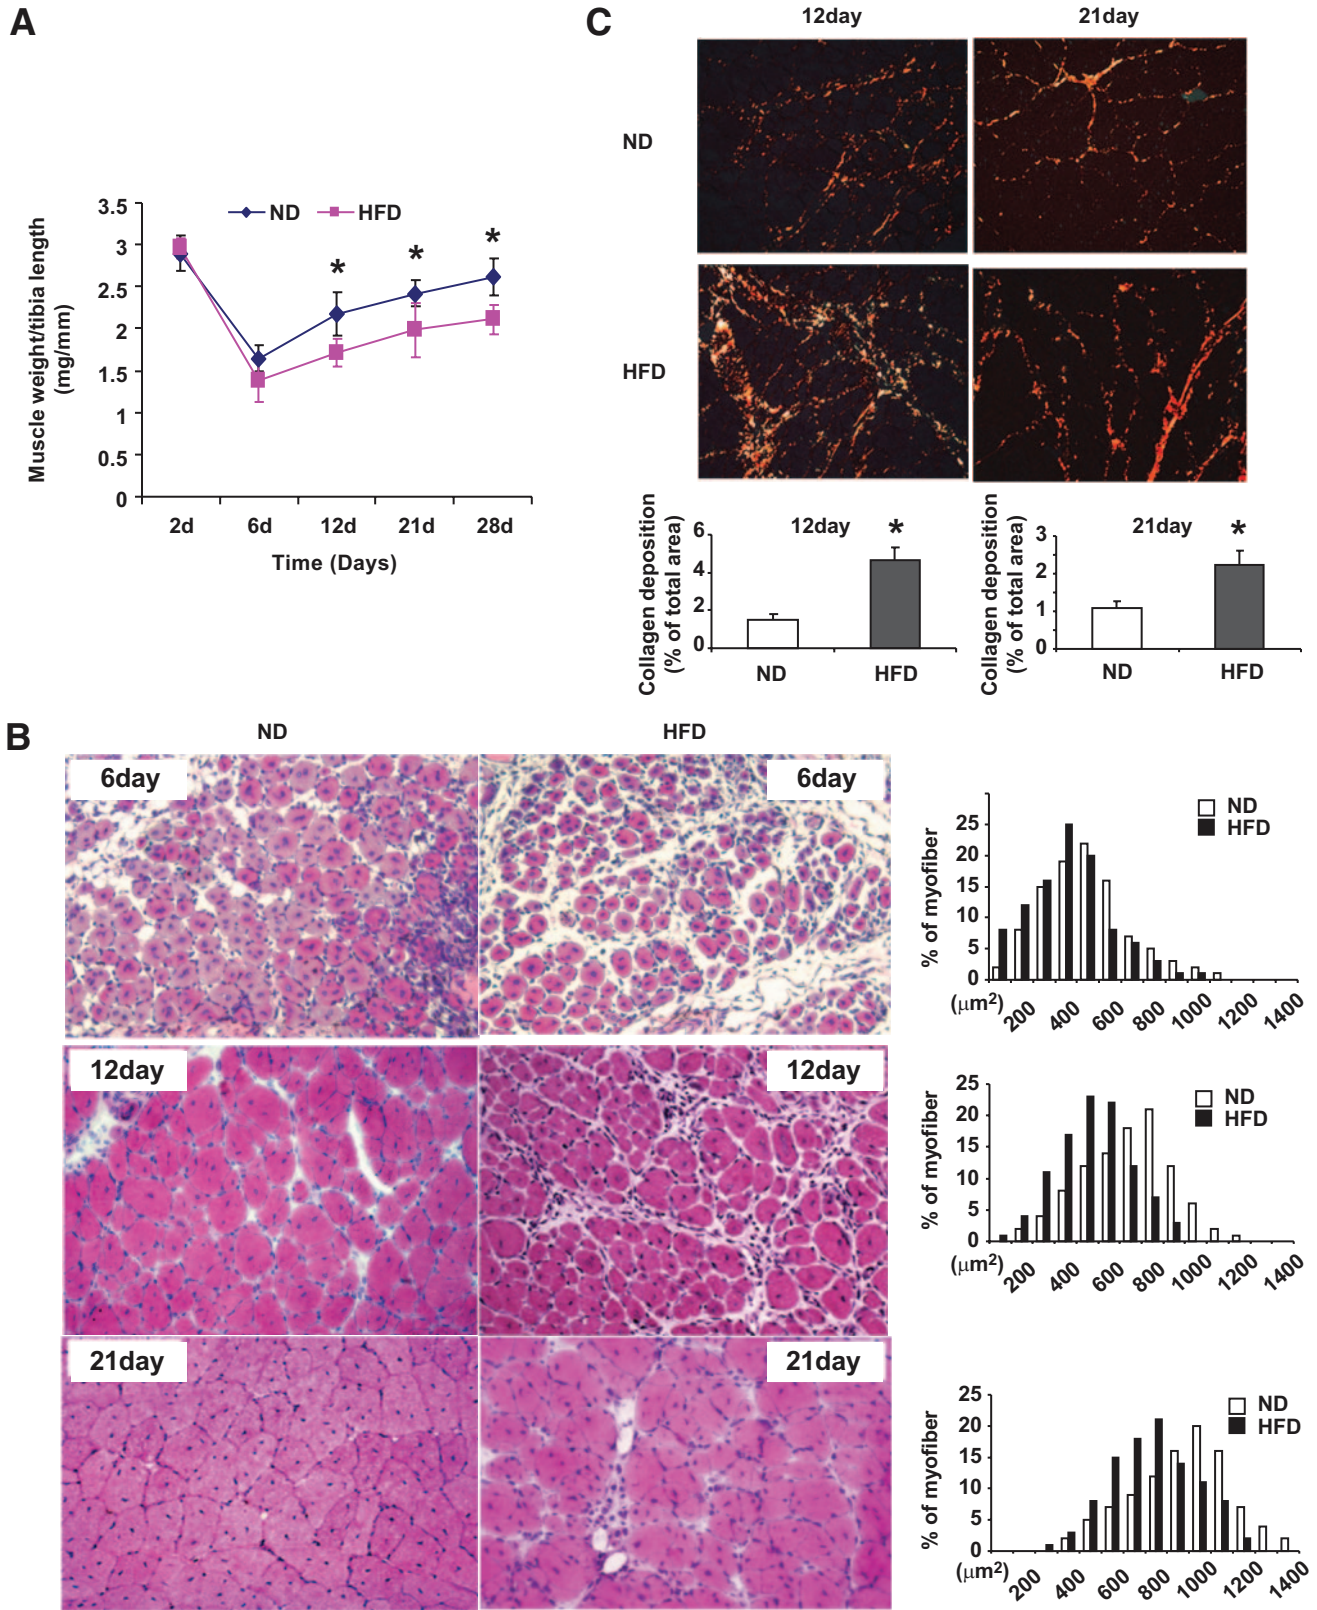 A
ND
HFD
3.5
3
2.5
2
1.5
1
0.5
0
*
*
*
2d
6d
12d
21d
28d
Time (Days)
Muscle weight/tibia length
(mg/mm)
C
12day
21day
ND
HFD
Collagen deposition
(% of total area)
12day
*
6
4
2
0
ND
HFD
Collagen deposition
(% of total area)
21day
*
3
2
1
0
ND
HFD
B
ND
HFD
6day
6day
12day
12day
21day
21day
ND
HFD
% of myofiber
25
20
15
10
5
0
(μm²)
200
400
600
800
1000
1200
1400
ND
HFD
% of myofiber
25
20
15
10
5
0
(μm²)
200
400
600
800
1000
1200
1400
ND
HFD
% of myofiber
25
20
15
10
5
0
(μm²)
200
400
600
800
1000
1200
1400